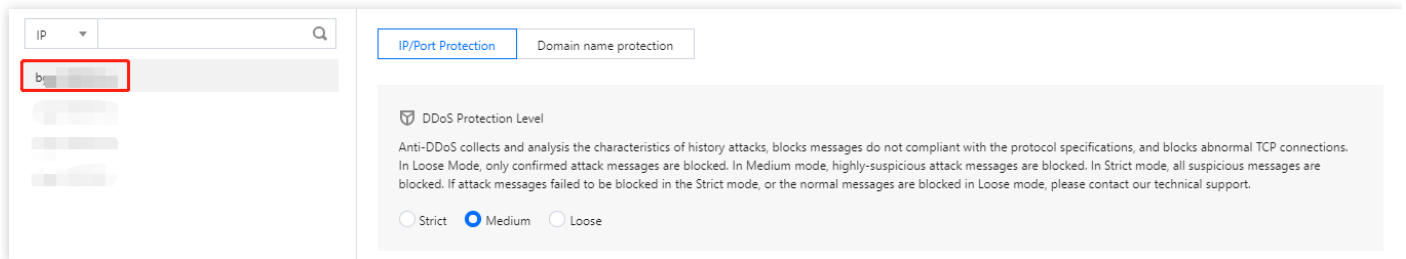 IP
IP/Port Protection
Domain name protection
DDoS Protection Level
Anti-DDoS collects and analysis the characteristics of history attacks, blocks messages do not compliant with the protocol specifications, and blocks abnormal TCP connections.
In Loose Mode, only confirmed attack messages are blocked. In Medium mode, highly-suspicious attack messages are blocked. In Strict mode, all suspicious messages are
blocked. If attack messages failed to be blocked in the Strict mode, or the normal messages are blocked in Loose mode, please contact our technical support.
Strict
Medium
Loose